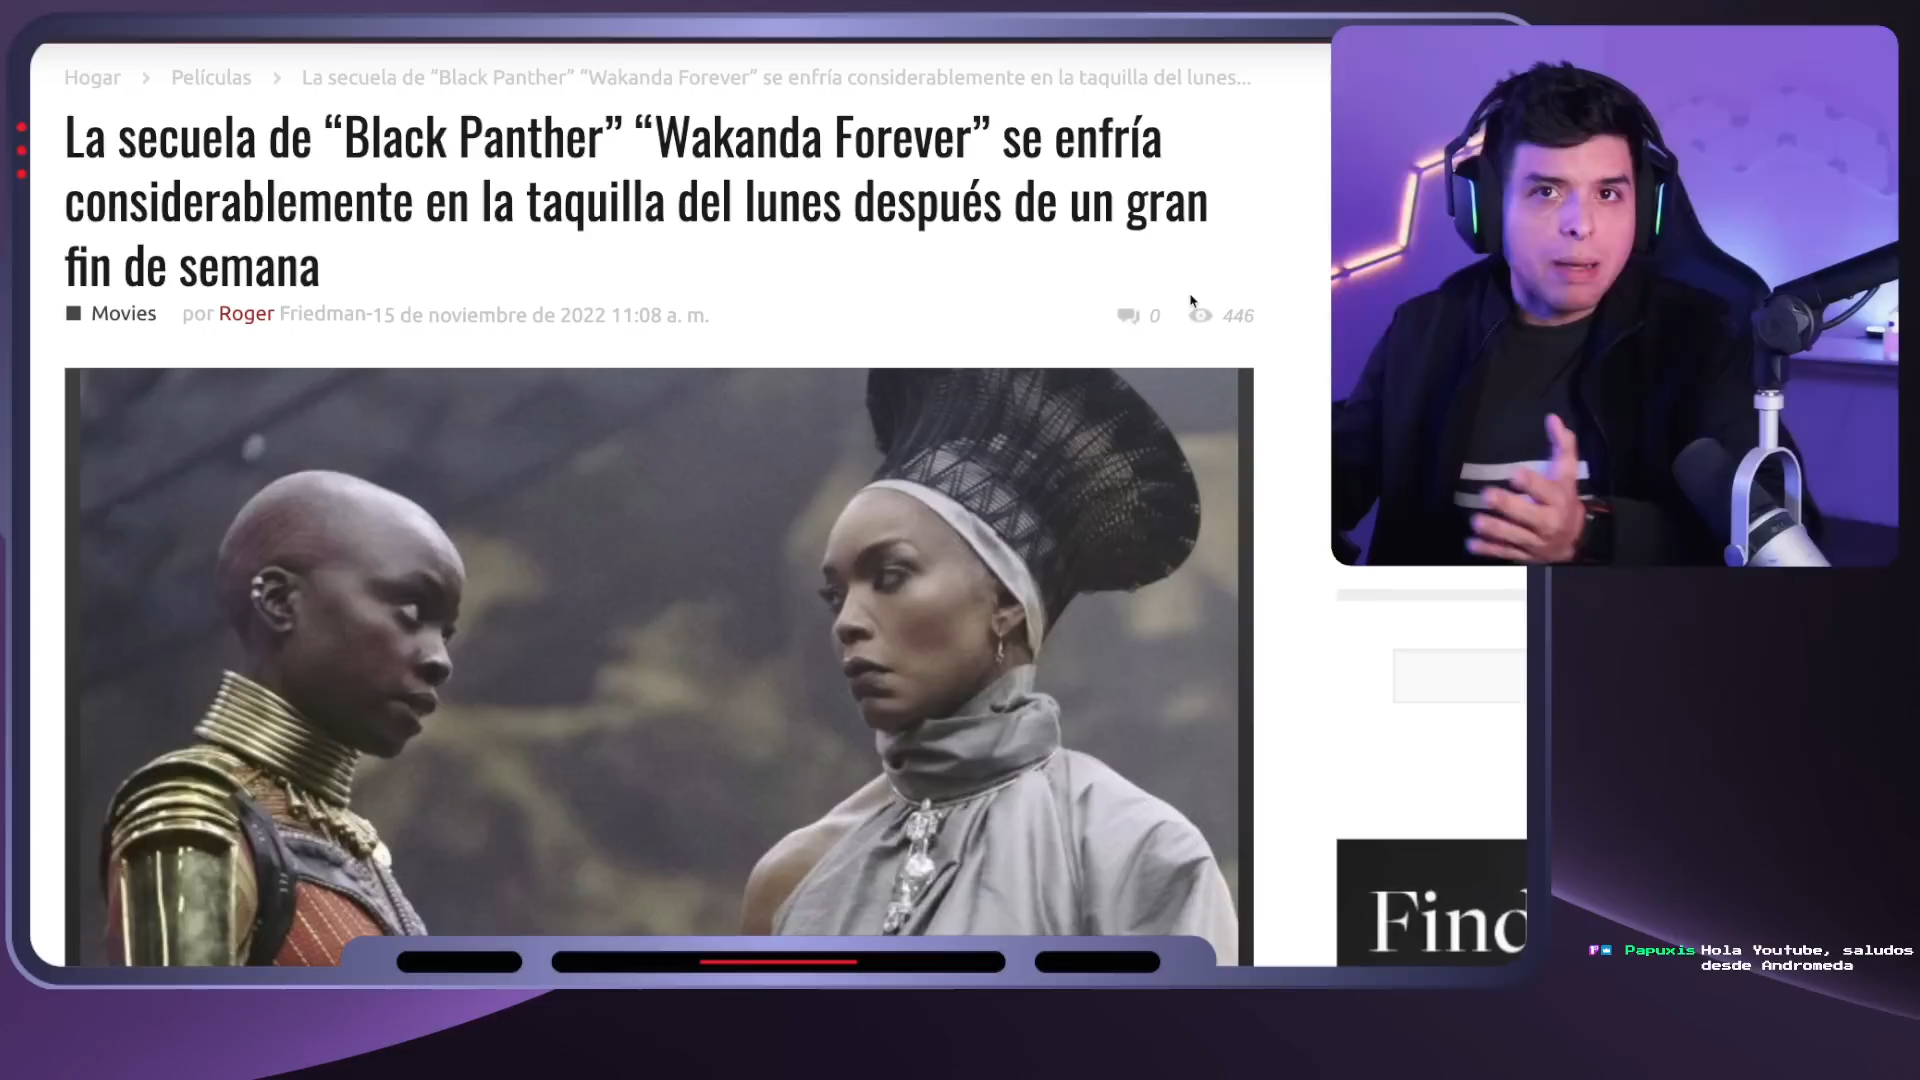 Hogar > Películas > La secuela de “Black Panther” “Wakanda Forever” se enfría considerablemente en la taquilla del lunes...
La secuela de “Black Panther” “Wakanda Forever” se enfría
considerablemente en la taquilla del lunes después de un gran
fin de semana
Movies por Roger Friedman-15 de noviembre de 2022 11:08 a. m. 0 446
Find
Papuxis Hola Youtube, saludos
desde Andromeda